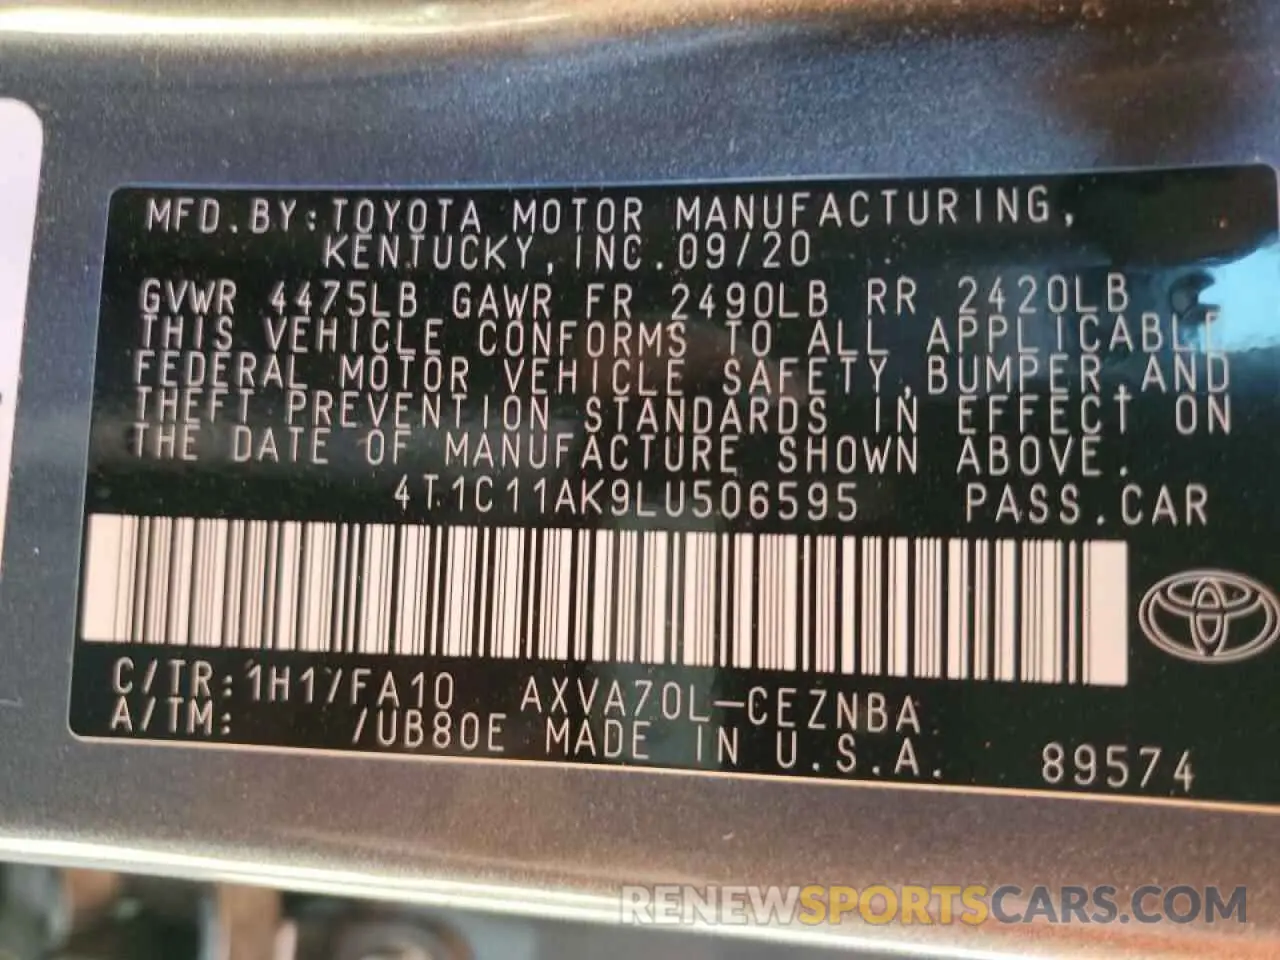 MFD.BY:TOYOTA MOTOR MANUFACTURING,
KENTUCKY,INC.09/20
GVWR 4475LB GAWR FR 2490LB RR 2420LB
THIS VEHICLE CONFORMS TO ALL APPLICABLE
FEDERAL MOTOR VEHICLE SAFETY,BUMPER,AND
THEFT PREVENTION STANDARDS IN EFFECT ON
THE DATE OF MANUFACTURE SHOWN ABOVE.
4T1C11AK9LU506595 PASS.CAR
C/TR:1H17/FA10 AXVA70L-CEZNBA
A/TM: /UB80E MADE IN U.S.A. 89574
RENEWSPORTSCARS.COM